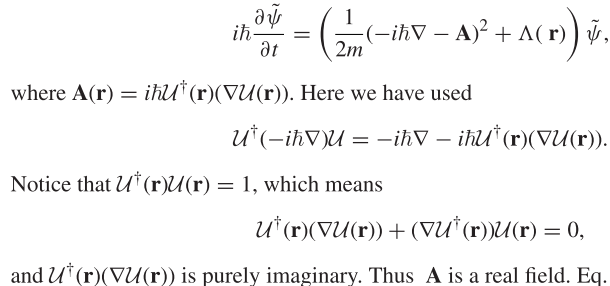 iħ ∂ψ̃/∂t = ( 1/2m (−iħ∇ − A)² + Λ( r) ) ψ̃,
where A(r) = iħ𝒰†(r)(∇𝒰(r)). Here we have used
𝒰†(−iħ∇)𝒰 = −iħ∇ − iħ𝒰†(r)(∇𝒰(r)).
Notice that 𝒰†(r)𝒰(r) = 1, which means
𝒰†(r)(∇𝒰(r)) + (∇𝒰†(r))𝒰(r) = 0,
and 𝒰†(r)(∇𝒰(r)) is purely imaginary. Thus A is a real field. Eq.